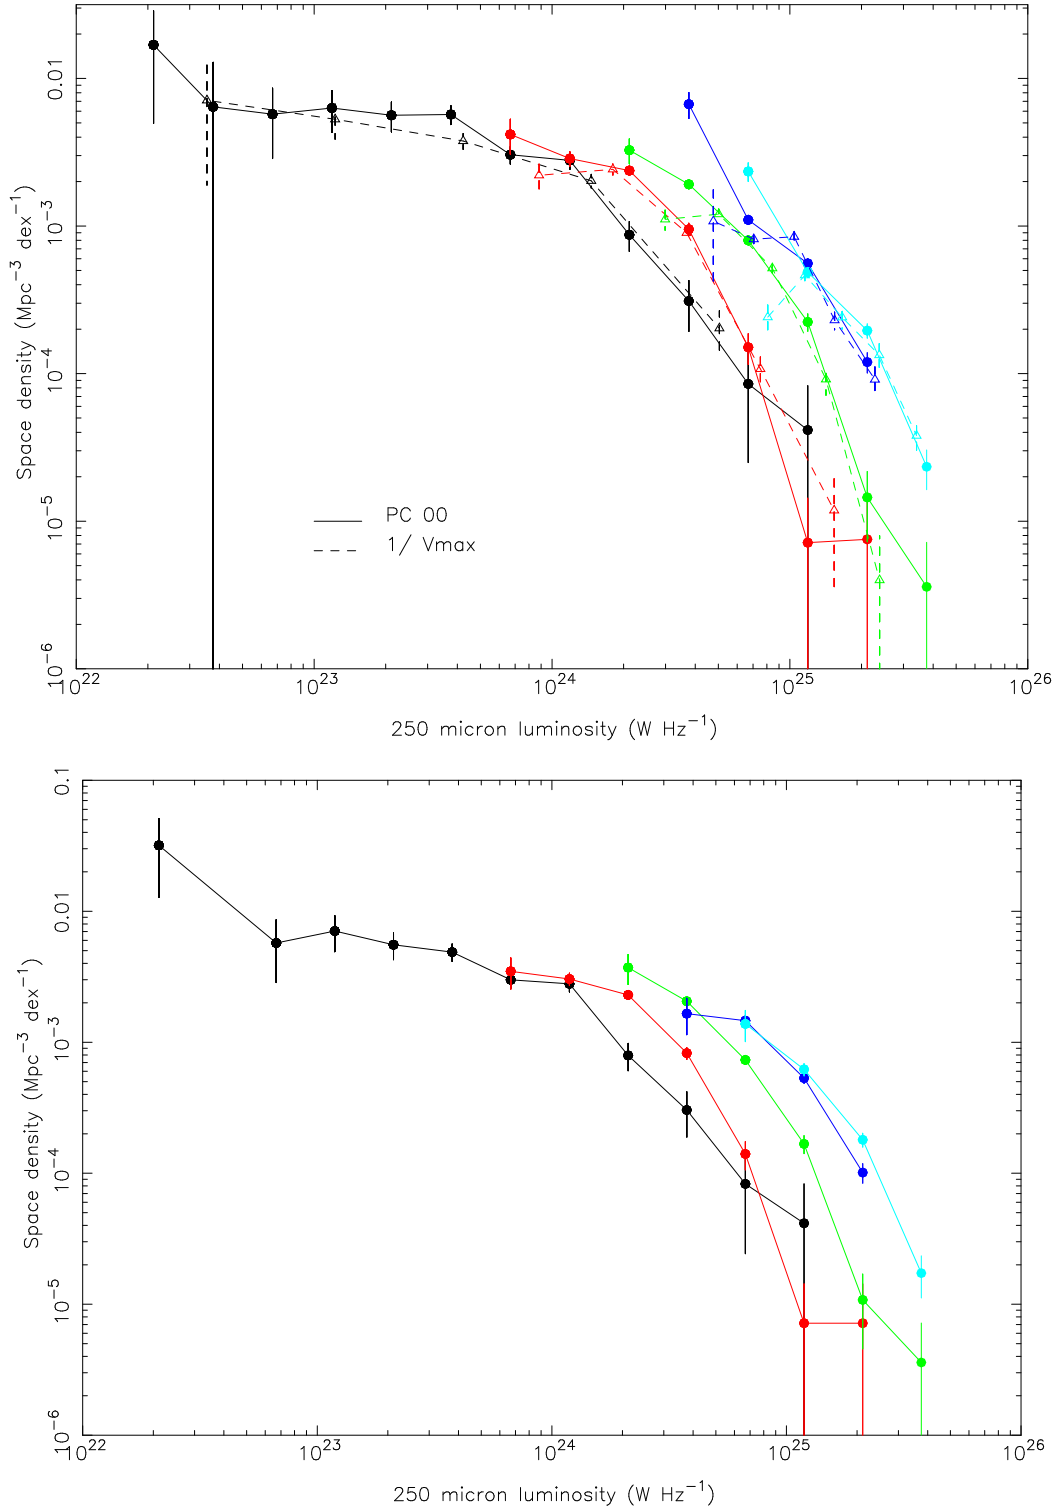 0.01
10⁻³
10⁻⁴
10⁻⁵
10⁻⁶
Space density (Mpc⁻³ dex⁻¹)
PC 00
1/ Vmax
10²² 10²³ 10²⁴ 10²⁵ 10²⁶
250 micron luminosity (W Hz⁻¹)
0.1
0.01
10⁻³
10⁻⁴
10⁻⁵
10⁻⁶
Space density (Mpc⁻³ dex⁻¹)
10²² 10²³ 10²⁴ 10²⁵ 10²⁶
250 micron luminosity (W Hz⁻¹)